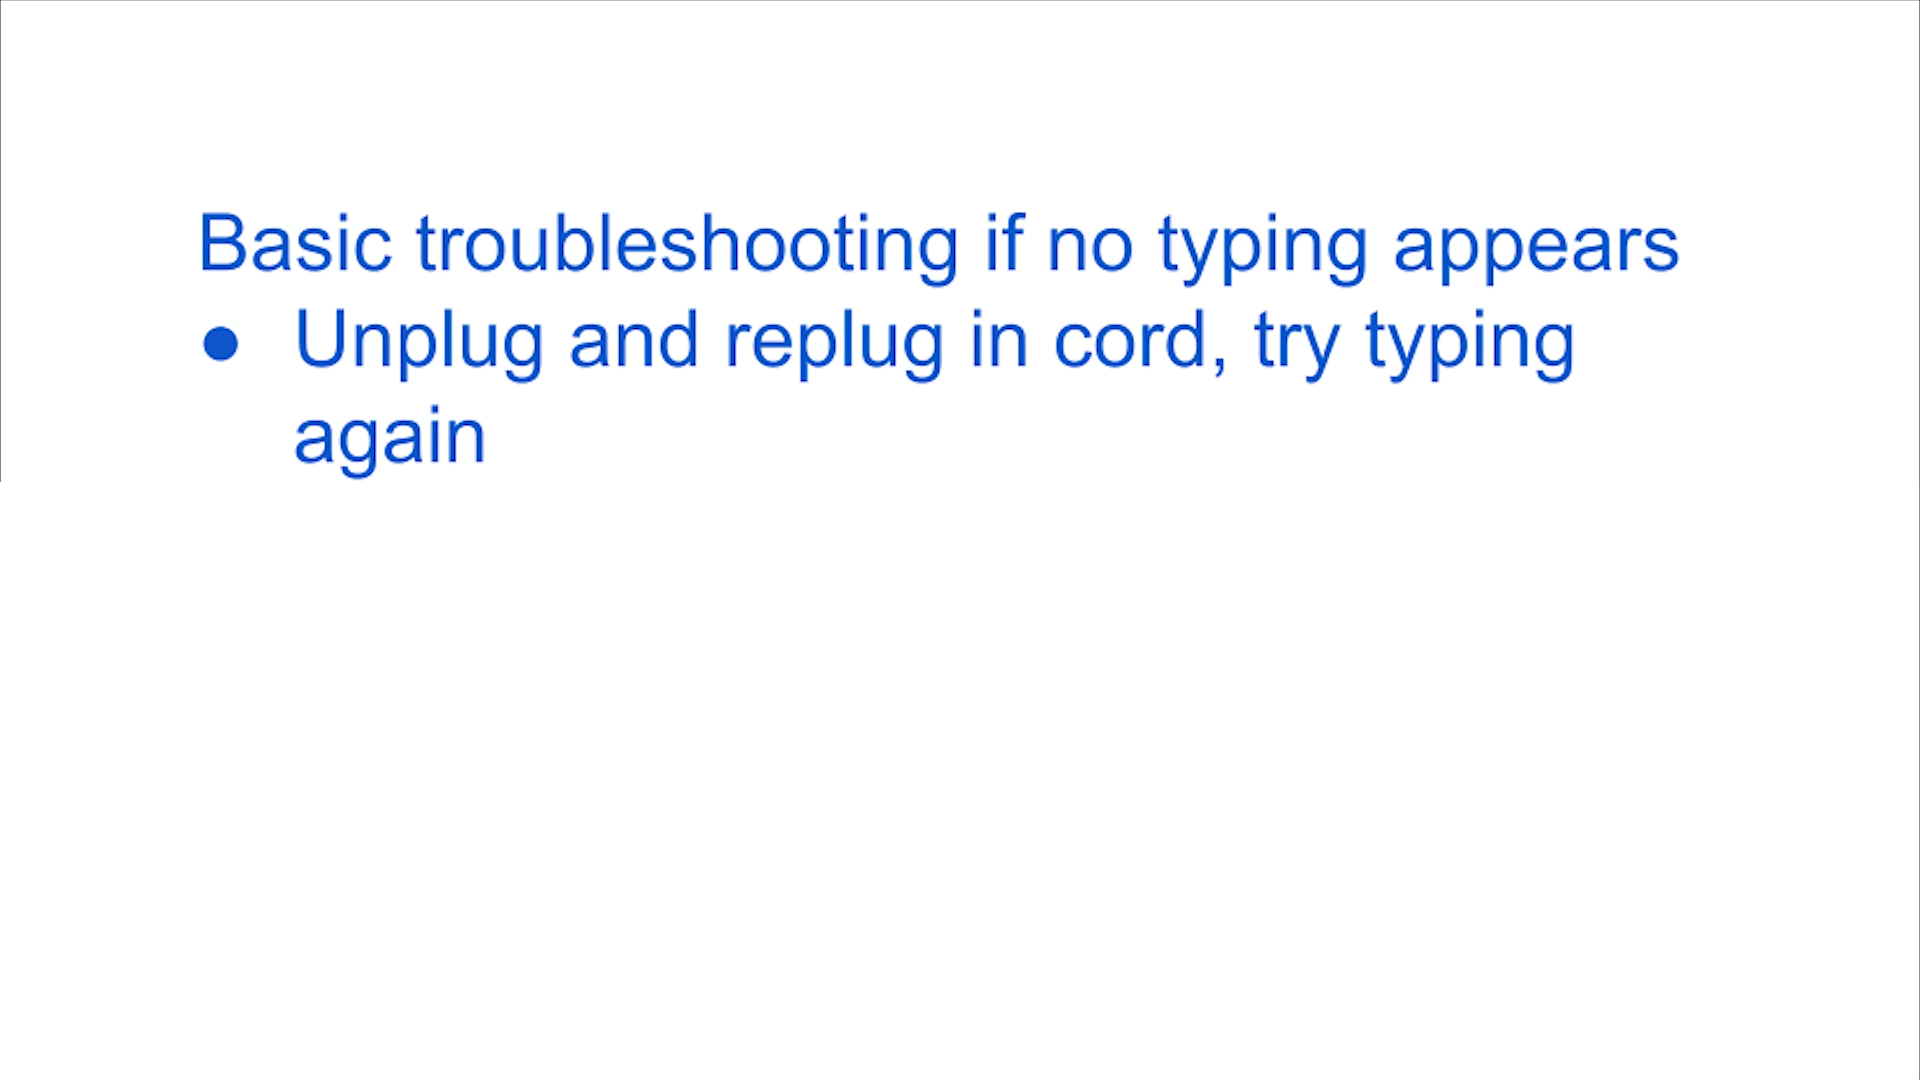 Basic troubleshooting if no typing appears
● Unplug and replug in cord, try typing
again